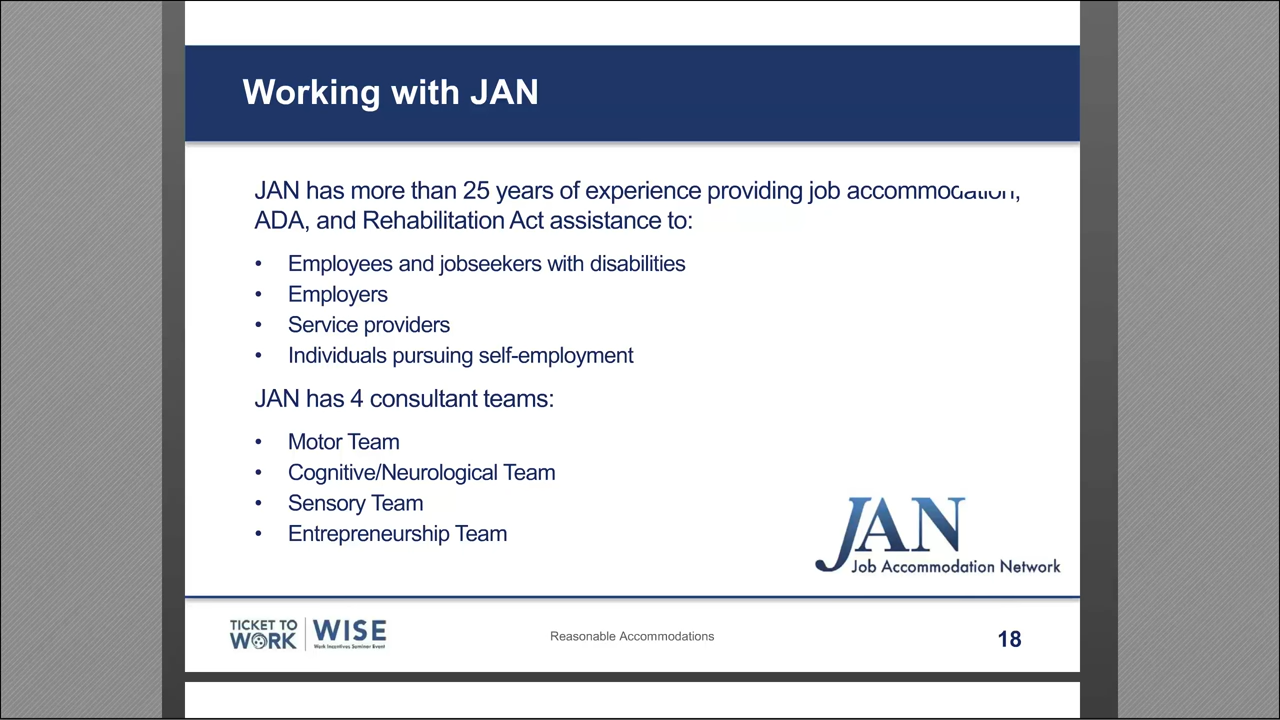 Working with JAN
JAN has more than 25 years of experience providing job accommodation,
ADA, and Rehabilitation Act assistance to:
• Employees and jobseekers with disabilities
• Employers
• Service providers
• Individuals pursuing self-employment
JAN has 4 consultant teams:
• Motor Team
• Cognitive/Neurological Team
• Sensory Team
• Entrepreneurship Team
JAN
Job Accommodation Network
TICKET TO
WORK
WISE
Work Incentives Seminar Event
Reasonable Accommodations
18